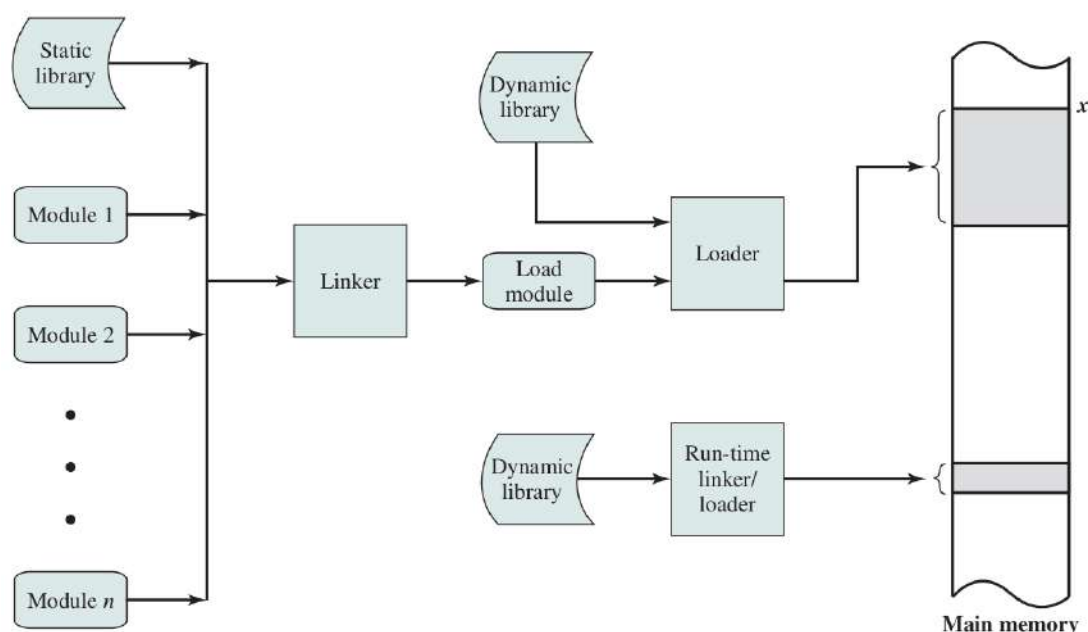 Static
library
Module 1
Module 2
Module n
Linker
Dynamic
library
Load
module
Loader
Dynamic
library
Run-time
linker/
loader
x
Main memory